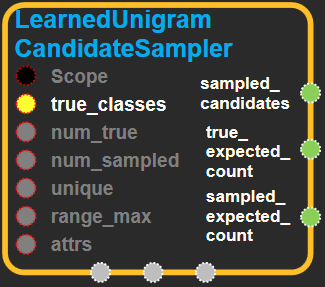 LearnedUnigram
CandidateSampler
Scope
true_classes
num_true
num_sampled
unique
range_max
attrs
sampled_
candidates
true_
expected_
count
sampled_
expected_
count